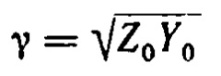 γ = √Z₀Y₀